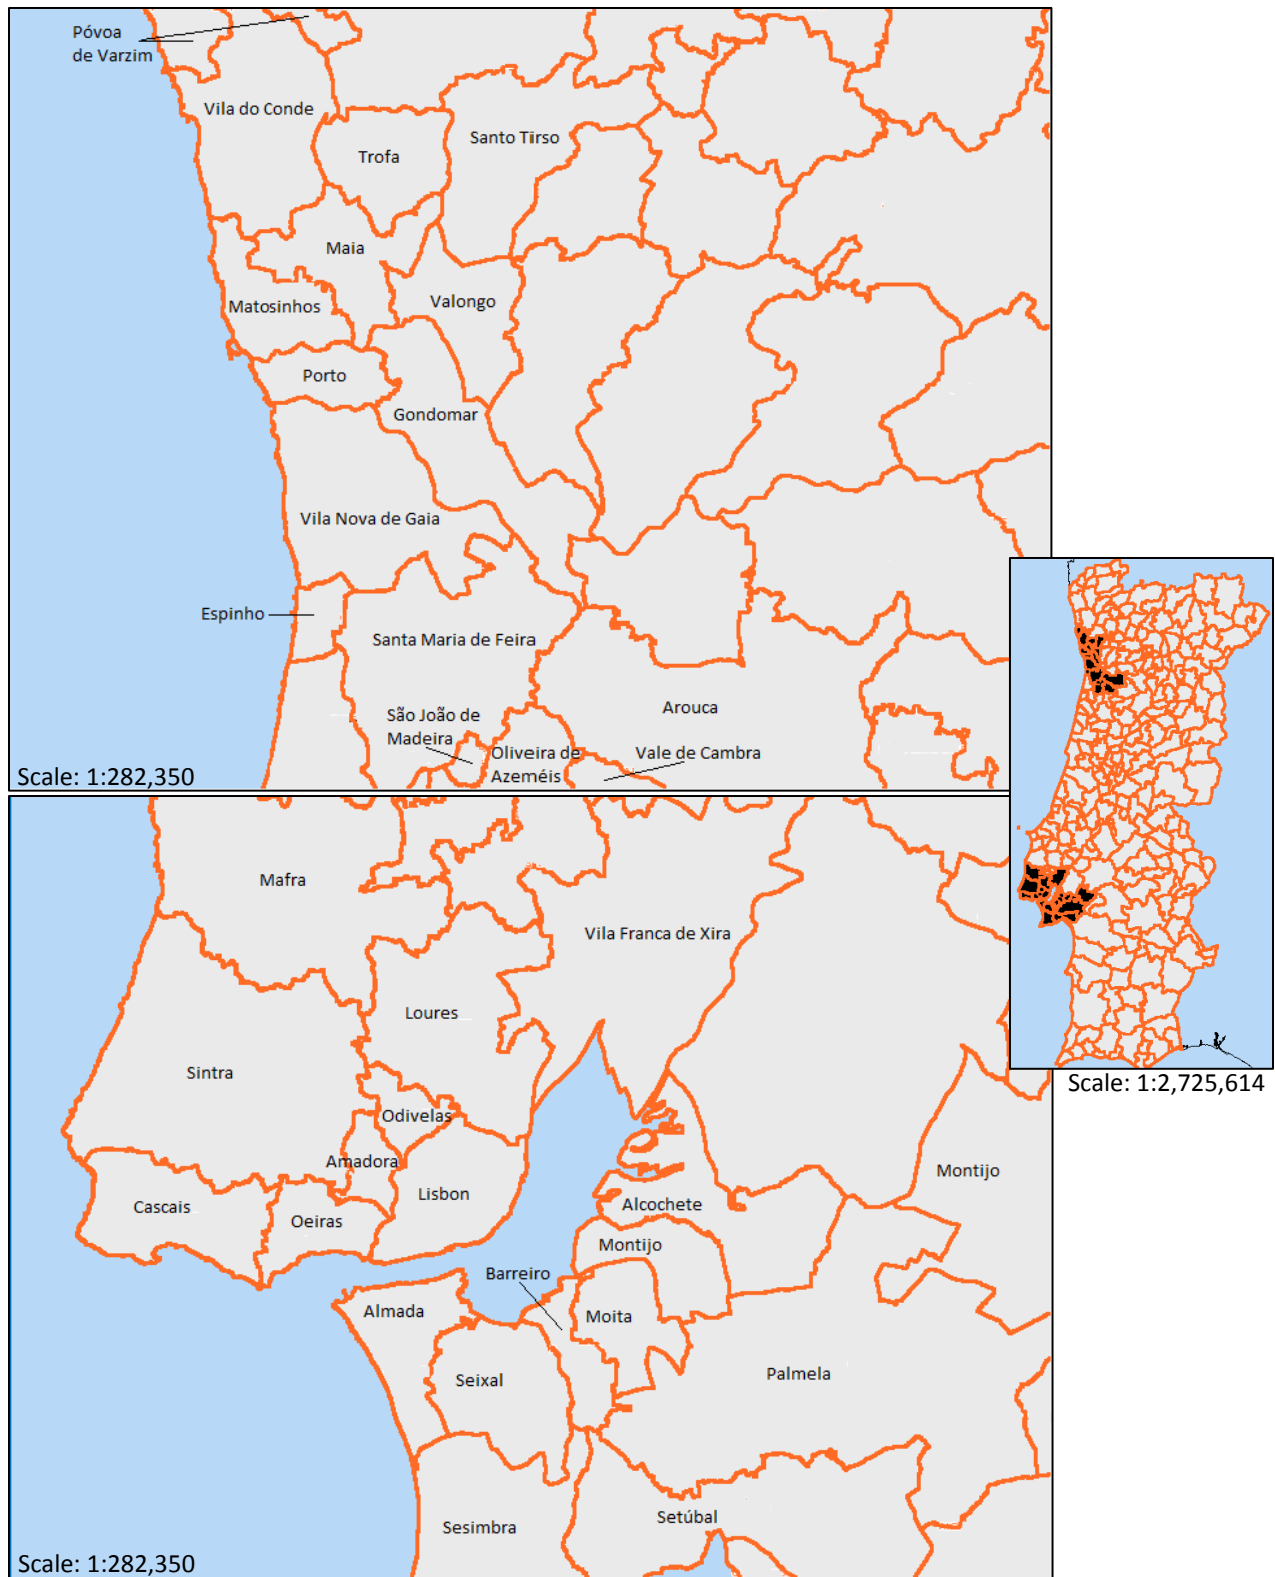 Póvoa
de Varzim
Vila do Conde
Santo Tirso
Trofa
Maia
Valongo
Matosinhos
Porto
Gondomar
Vila Nova de Gaia
Espinho
Santa Maria de Feira
Arouca
São João de
Madeira
Oliveira de
Azeméis
Vale de Cambra
Scale: 1:282,350
Mafra
Vila Franca de Xira
Loures
Sintra
Scale: 1:2,725,614
Odivelas
Amadora
Montijo
Lisbon
Cascais
Alcochete
Oeiras
Montijo
Barreiro
Almada
Moita
Palmela
Seixal
Setúbal
Sesimbra
Scale: 1:282,350